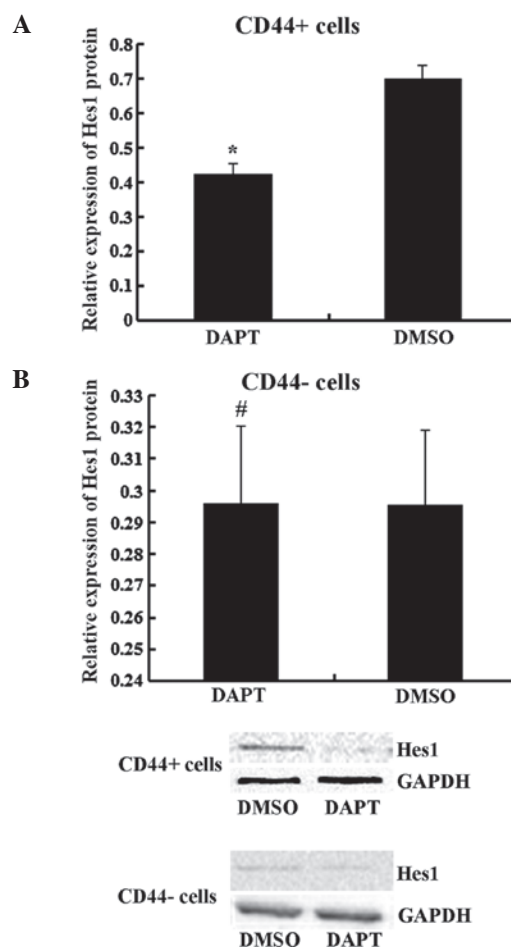 A
CD44+ cells
Relative expression of Hes1 protein
0.8
0.7
0.6
0.5
0.4
0.3
0.2
0.1
0
*
DAPT
DMSO
B
CD44- cells
Relative expression of Hes1 protein
0.33
0.32
0.31
0.3
0.29
0.28
0.27
0.26
0.25
0.24
#
DAPT
DMSO
CD44+ cells
Hes1
GAPDH
DMSO DAPT
CD44- cells
Hes1
GAPDH
DMSO DAPT